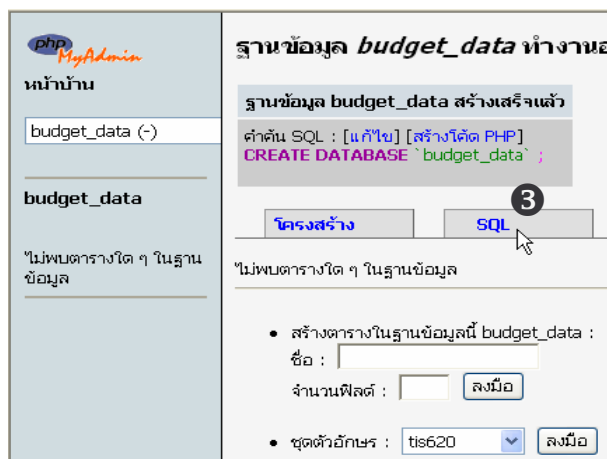 php
MyAdmin
หน้าบ้าน
budget_data (-)
budget_data
ไม่พบตารางใด ๆ ในฐาน
ข้อมูล
ฐานข้อมูล budget_data ทำงานอ
ฐานข้อมูล budget_data สร้างเสร็จแล้ว
คำค้น SQL : [แก้ไข] [สร้างโค้ด PHP]
CREATE DATABASE `budget_data` ;
3
โครงสร้าง
SQL
ไม่พบตารางใด ๆ ในฐานข้อมูล
• สร้างตารางในฐานข้อมูลนี้ budget_data :
ชื่อ :
จำนวนฟิลด์ : ลงมือ
• ชุดตัวอักษร : tis620 ลงมือ